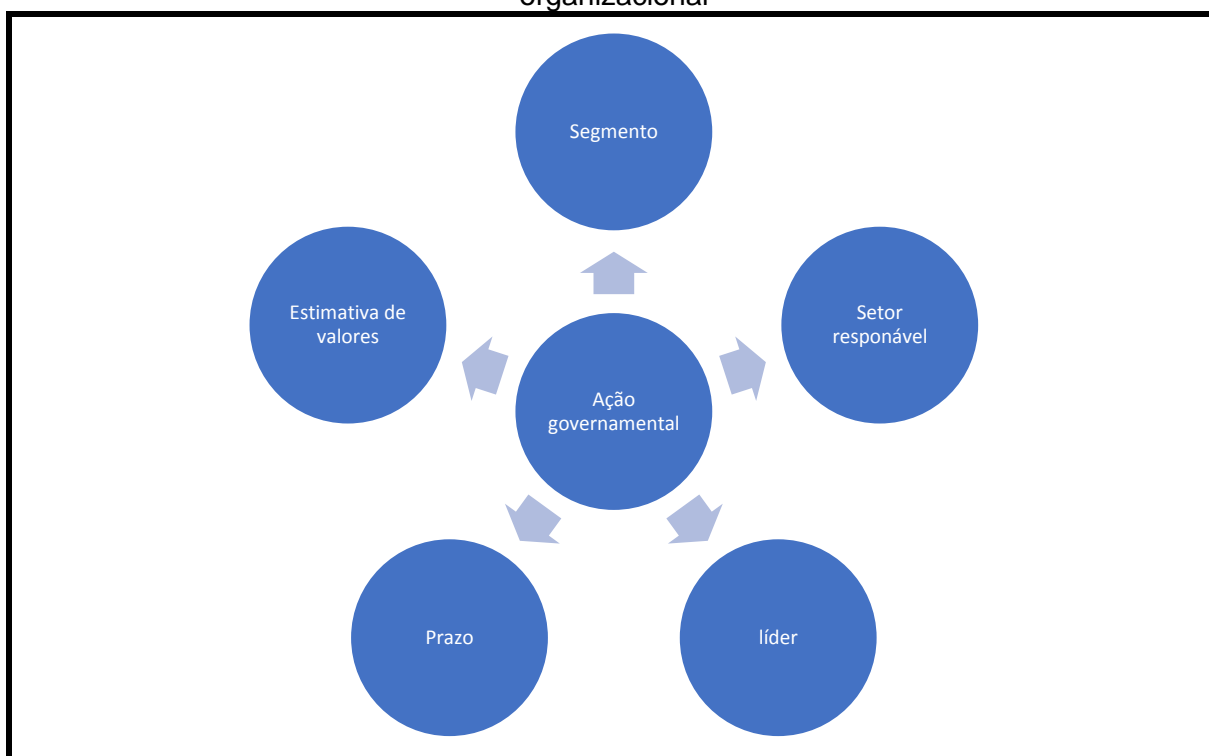 organizacional
Segmento
Estimativa de
valores
Setor
responável
Ação
governamental
Prazo
líder